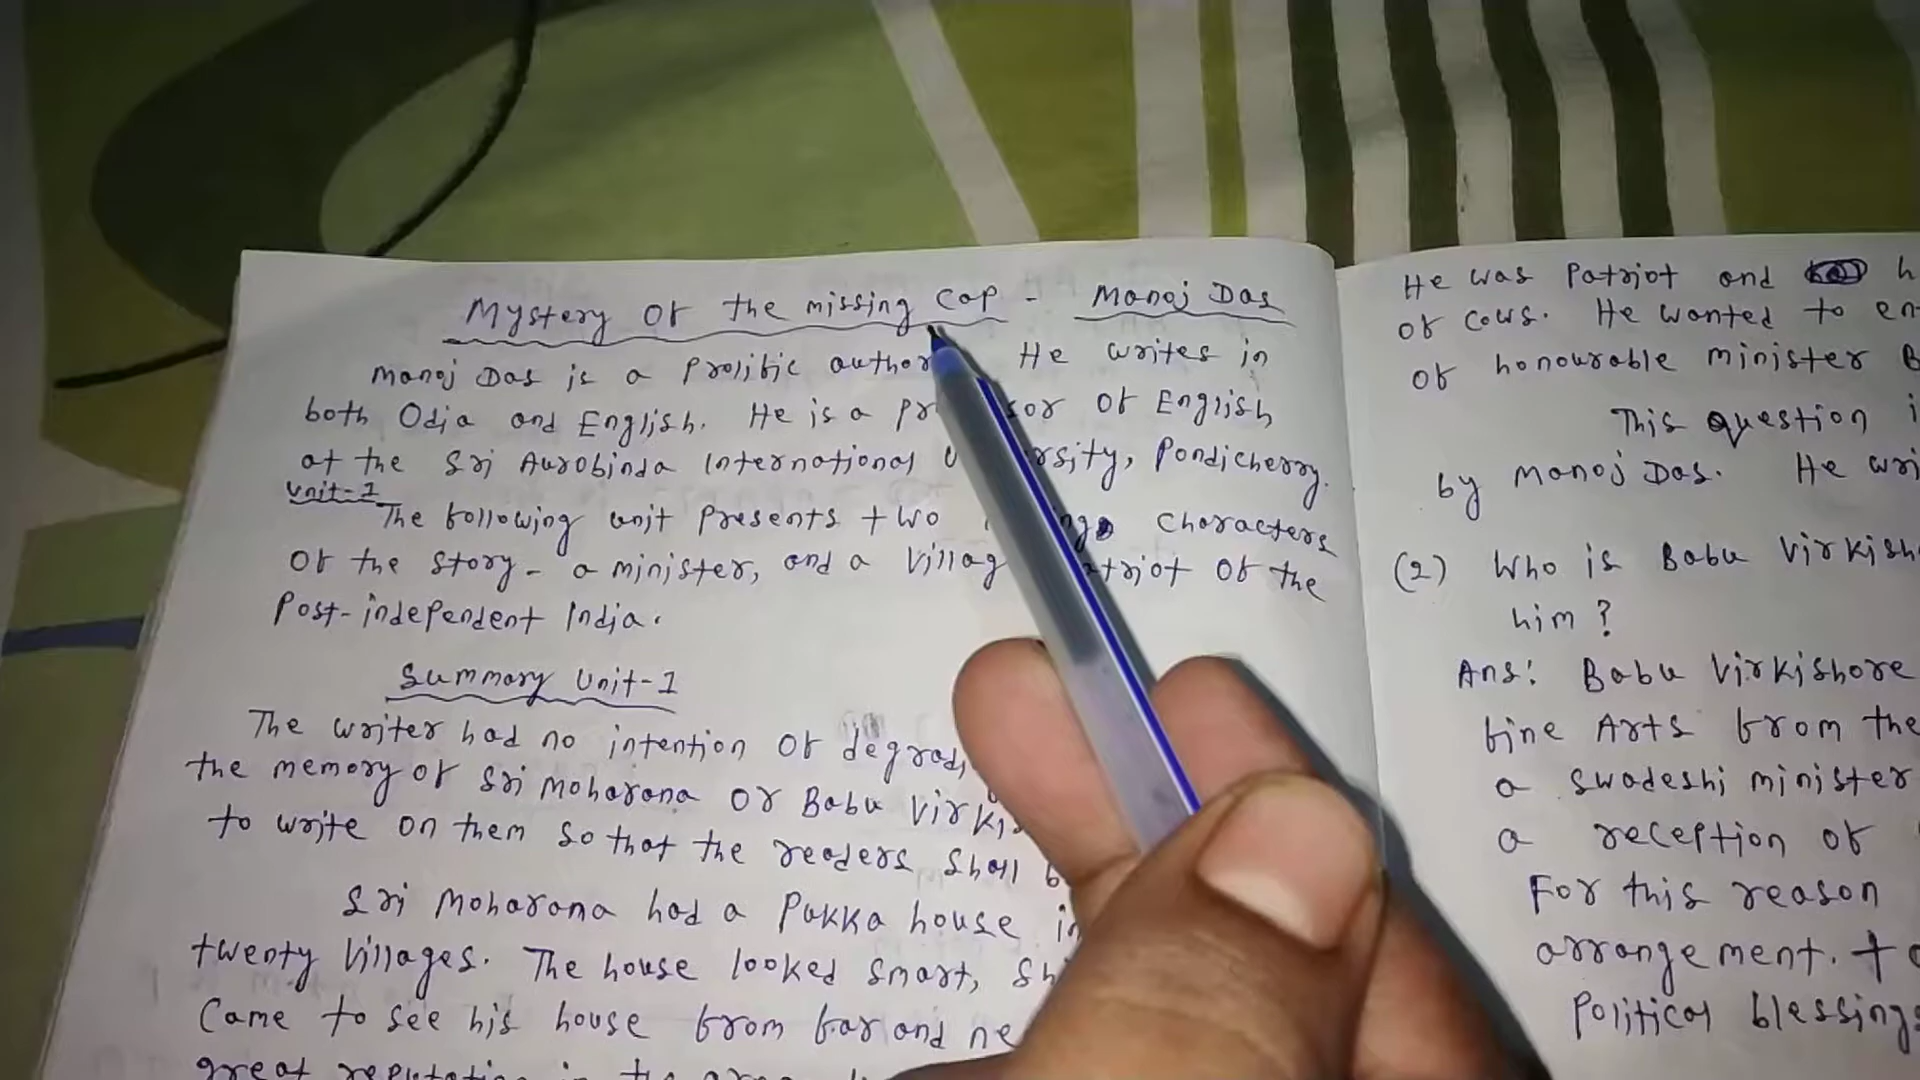 Mystery of the missing Cap - Manoj Das
Manoj Das is a Prolific author He writes in
both Odia and English. He is a of English
at the Sri Aurobinda International Pondicherry.
Unit-1
The following unit Presents two Characters
of the story - a minister, and a of the
Post-independent India.
Summary Unit-1
The writer had no intention of
the memory of Sri Moharana or Babu
to write on them so that the readers shall
Sri Moharana had a Pukka house
twenty Villages. The house looked smart,
Came to see his house from far and
great reputation in the area
He was Patriot and
of cows. He wanted to
of honourable minister
This question
by Manoj Das. He
(2) Who is Babu
him ?
Ans: Babu Virkishore
fine Arts from the
a Swadeshi minister
a reception of
For this reason
arrangement.
Political